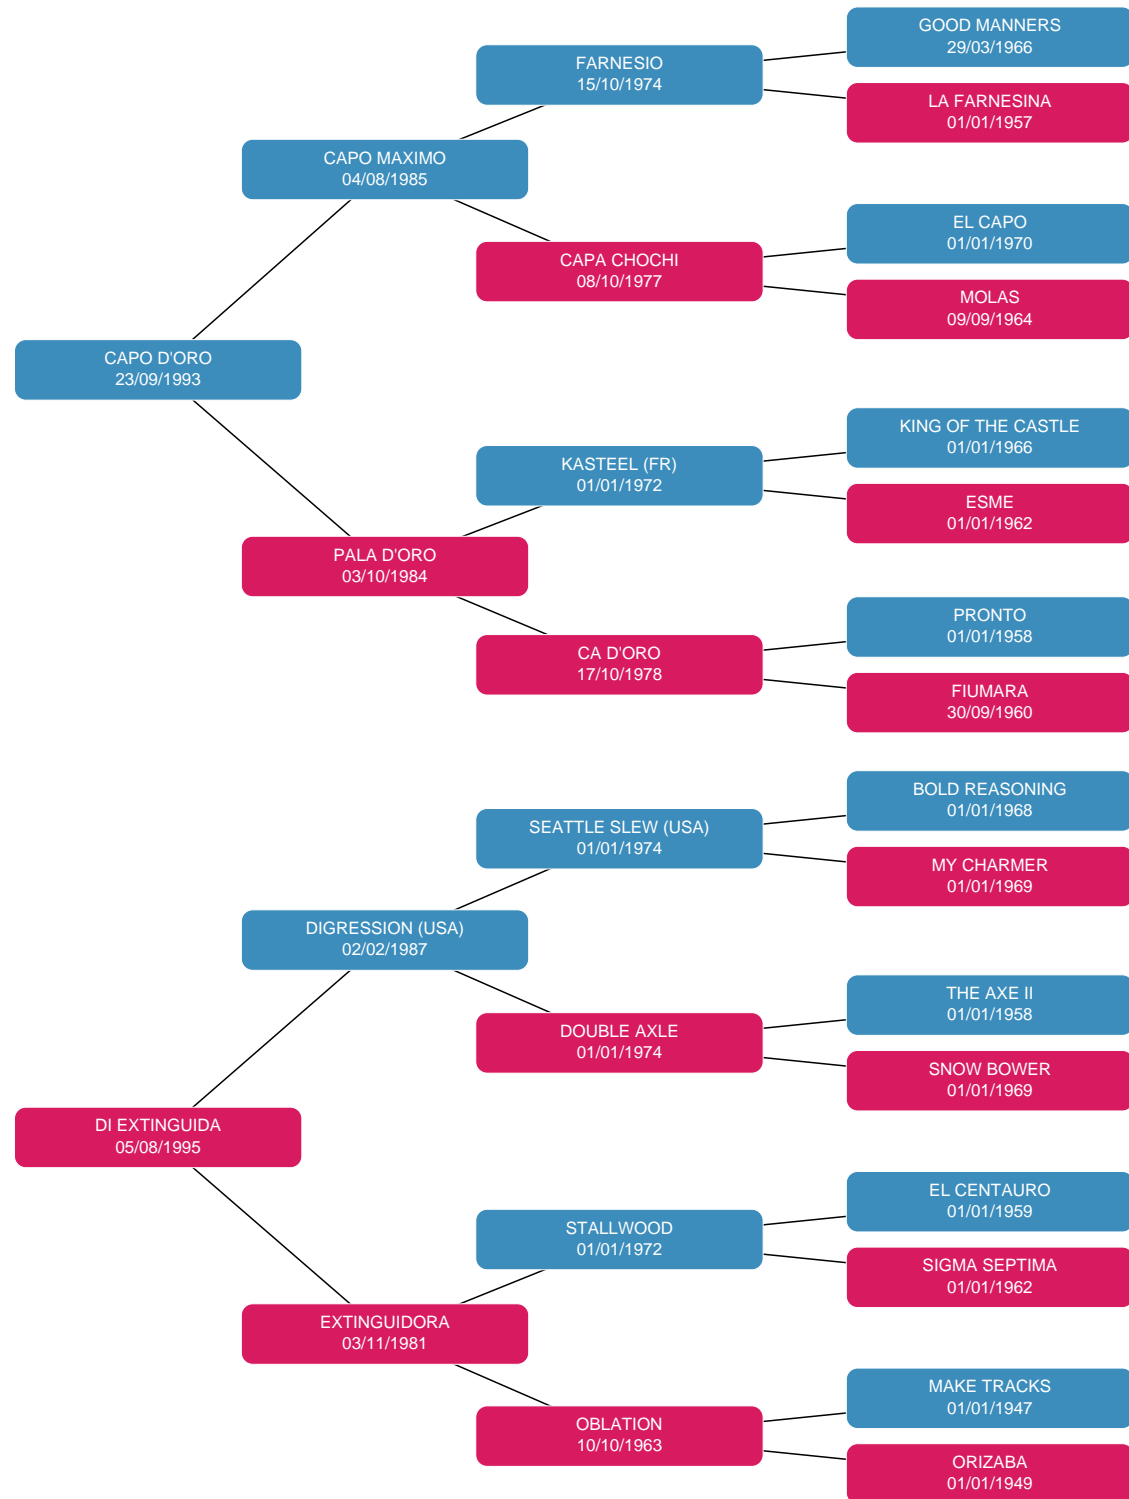 GOOD MANNERS
29/03/1966
FARNESIO
15/10/1974
LA FARNESINA
01/01/1957
CAPO MAXIMO
04/08/1985
EL CAPO
01/01/1970
CAPA CHOCHI
08/10/1977
MOLAS
09/09/1964
CAPO D'ORO
23/09/1993
KING OF THE CASTLE
01/01/1966
KASTEEL (FR)
01/01/1972
ESME
01/01/1962
PALA D'ORO
03/10/1984
PRONTO
01/01/1958
CA D'ORO
17/10/1978
FIUMARA
30/09/1960
BOLD REASONING
01/01/1968
SEATTLE SLEW (USA)
01/01/1974
MY CHARMER
01/01/1969
DIGRESSION (USA)
02/02/1987
THE AXE II
01/01/1958
DOUBLE AXLE
01/01/1974
SNOW BOWER
01/01/1969
DI EXTINGUIDA
05/08/1995
EL CENTAURO
01/01/1959
STALLWOOD
01/01/1972
SIGMA SEPTIMA
01/01/1962
EXTINGUIDORA
03/11/1981
MAKE TRACKS
01/01/1947
OBLATION
10/10/1963
ORIZABA
01/01/1949